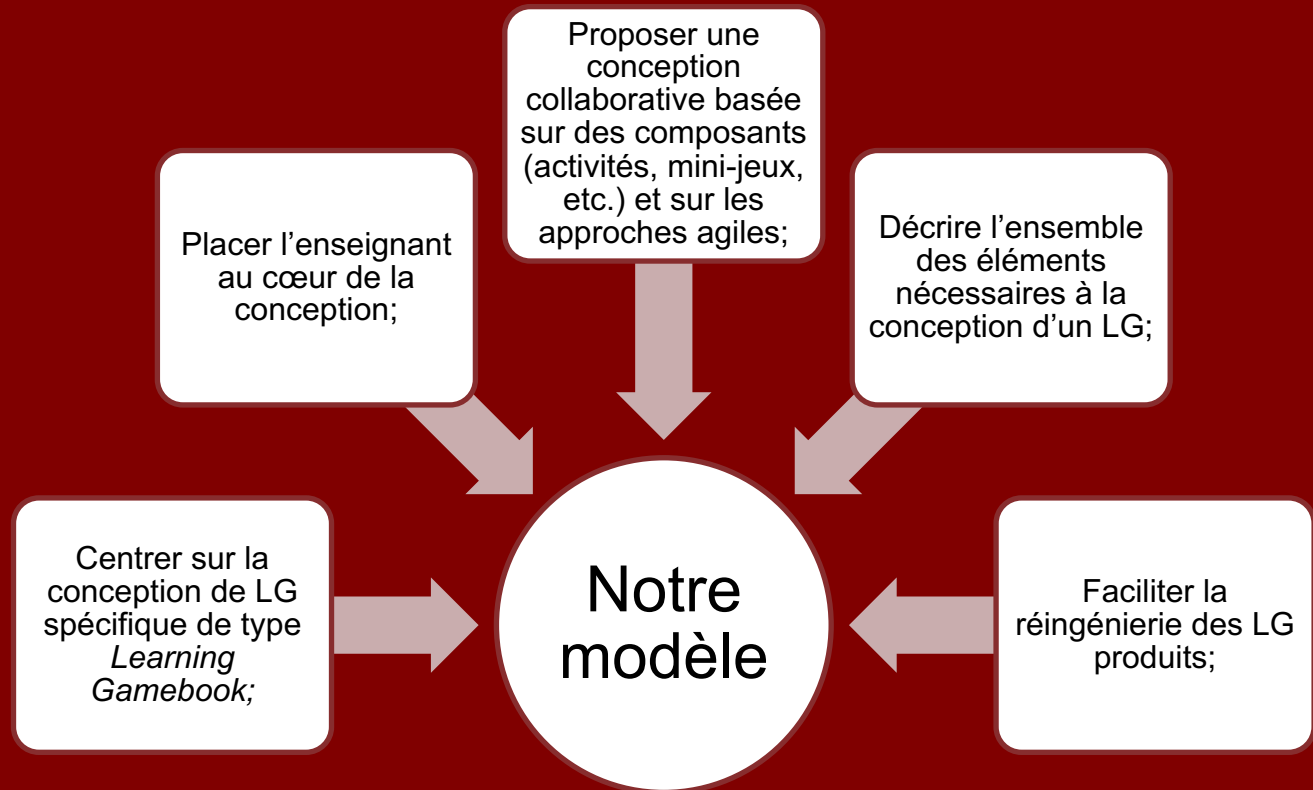 Proposer une
conception
collaborative basée
sur des composants
(activités, mini-jeux,
etc.) et sur les
approches agiles;
Placer l’enseignant
au cœur de la
conception;
Décrire l’ensemble
des éléments
nécessaires à la
conception d’un LG;
Centrer sur la
conception de LG
spécifique de type
Learning
Gamebook;
Notre
modèle
Faciliter la
réingénierie des LG
produits;